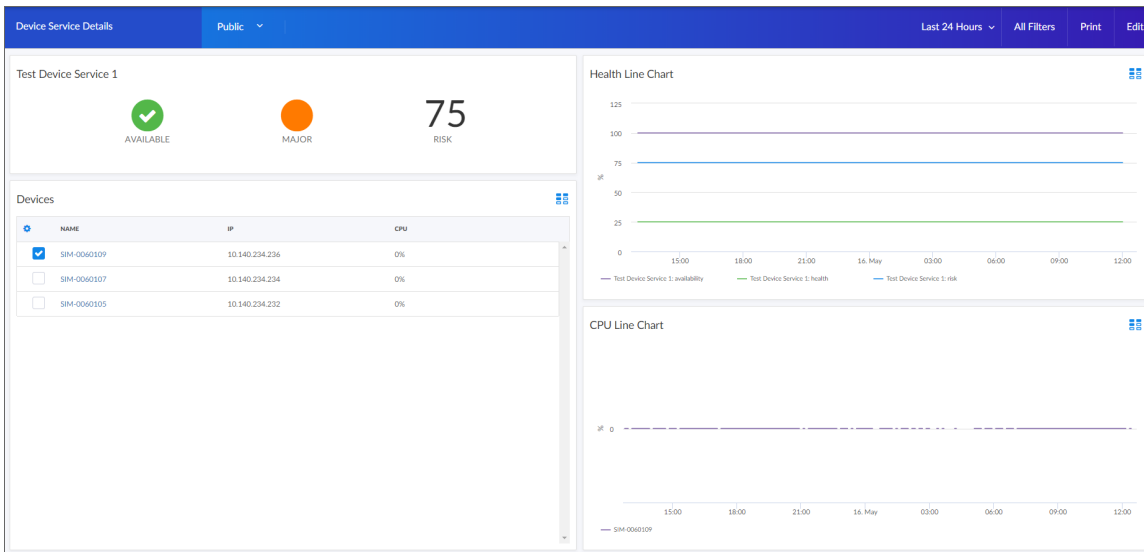 Device Service Details
Public
Last 24 Hours
All Filters
Print
Edit
Test Device Service 1
AVAILABLE
MAJOR
75
RISK
Devices
NAME IP CPU
SIM-0060109 10.140.234.236 0%
SIM-0060107 10.140.234.234 0%
SIM-0060105 10.140.234.232 0%
Health Line Chart
125
100
75
%
50
25
0
15:00 18:00 21:00 16. May 03:00 06:00 09:00 12:00
Test Device Service 1: availability Test Device Service 1: health Test Device Service 1: risk
CPU Line Chart
% 0
15:00 18:00 21:00 16. May 03:00 06:00 09:00 12:00
SIM-0060109